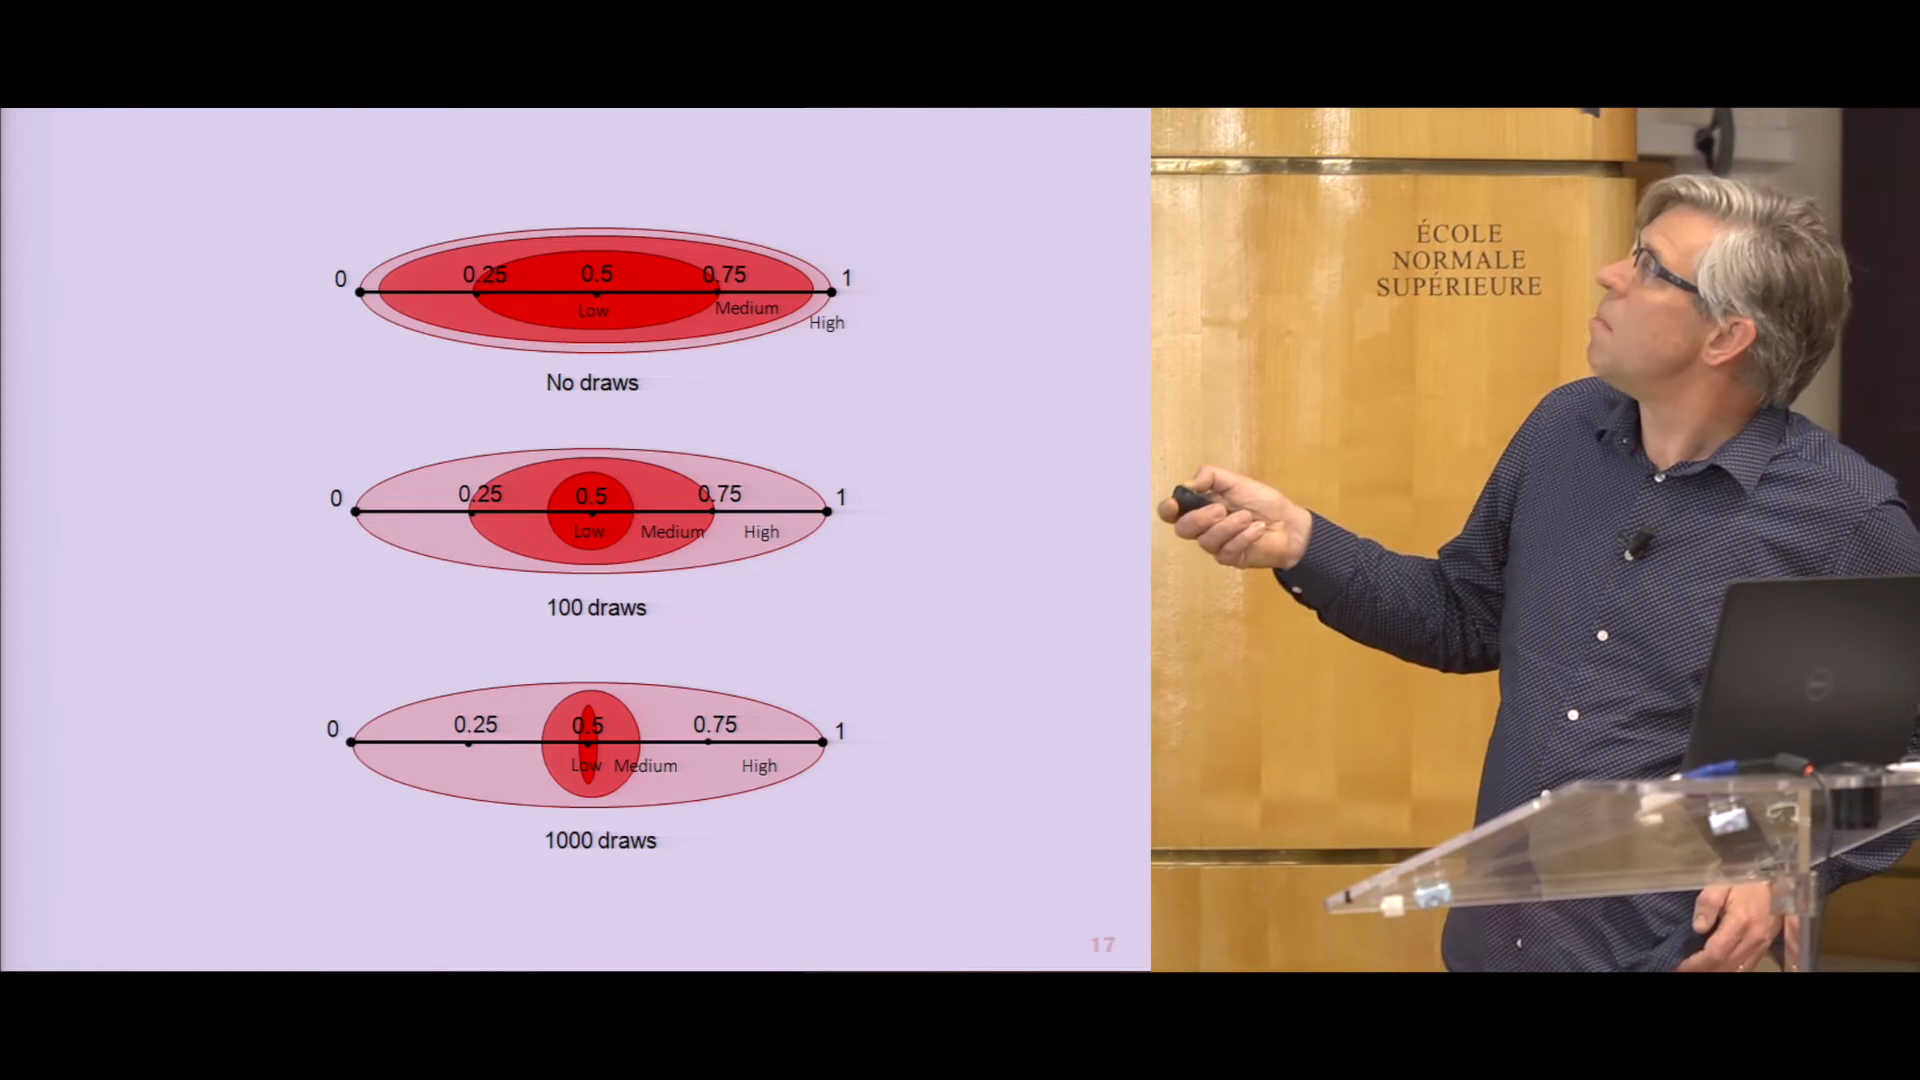 0 0.25 0.5 0.75 1
Low Medium High
No draws
0 0.25 0.5 0.75 1
Low Medium High
100 draws
0 0.25 0.5 0.75 1
Low Medium High
1000 draws
17
ÉCOLE
NORMALE
SUPÉRIEURE